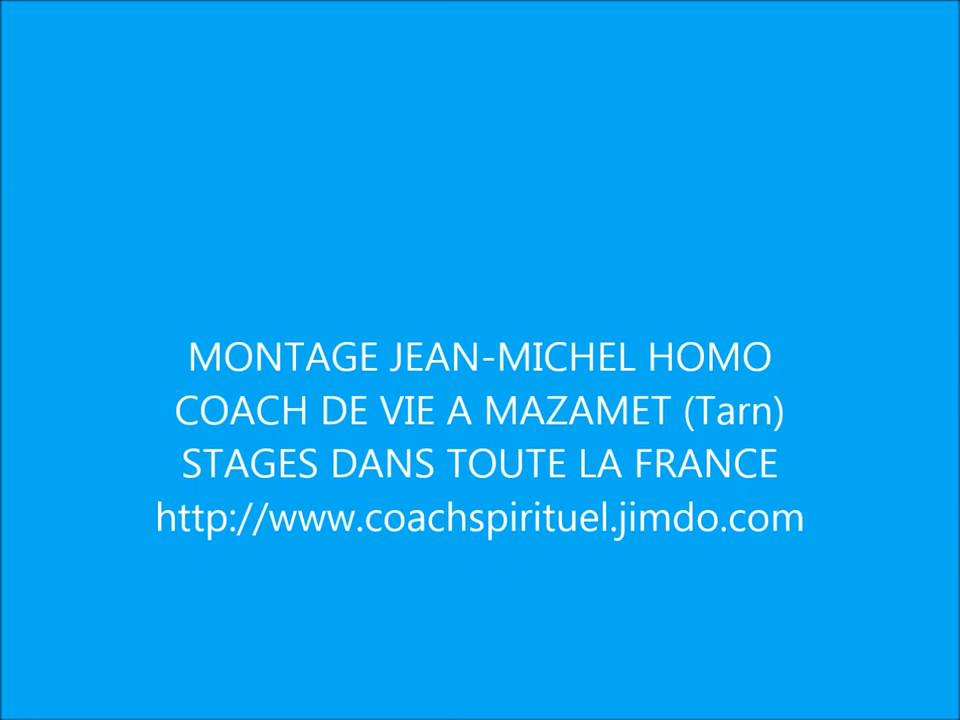 MONTAGE JEAN-MICHEL HOMO
COACH DE VIE A MAZAMET (Tarn)
STAGES DANS TOUTE LA FRANCE
http://www.coachspirituel.jimdo.com